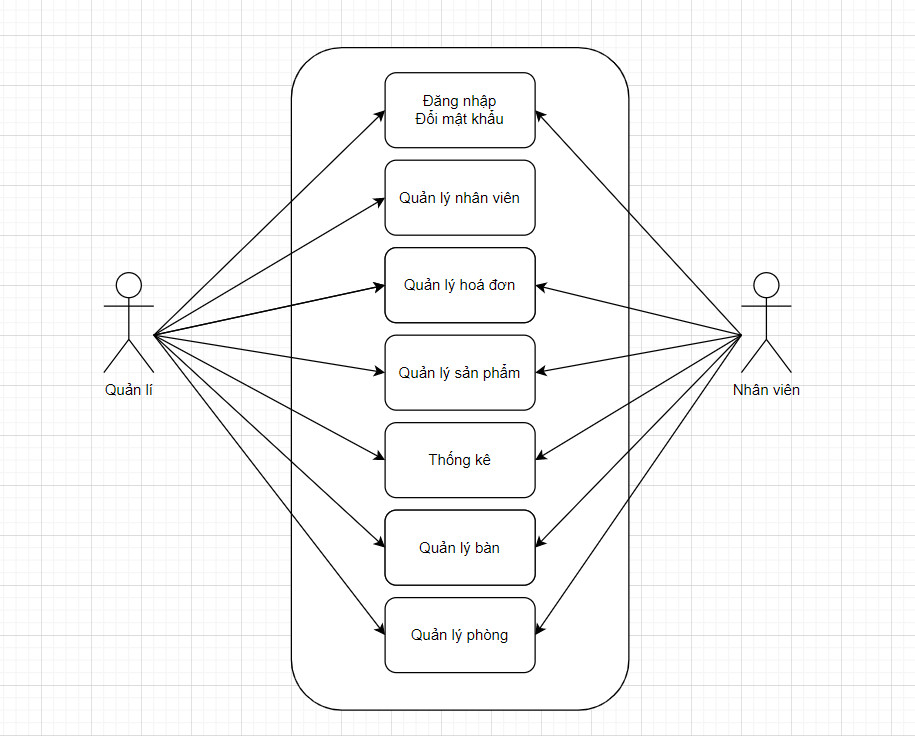 Đăng nhập
Đổi mật khẩu
Quản lý nhân viên
Quản lý hoá đơn
Quản lý sản phẩm
Quản lí
Nhân viên
Thống kê
Quản lý bàn
Quản lý phòng